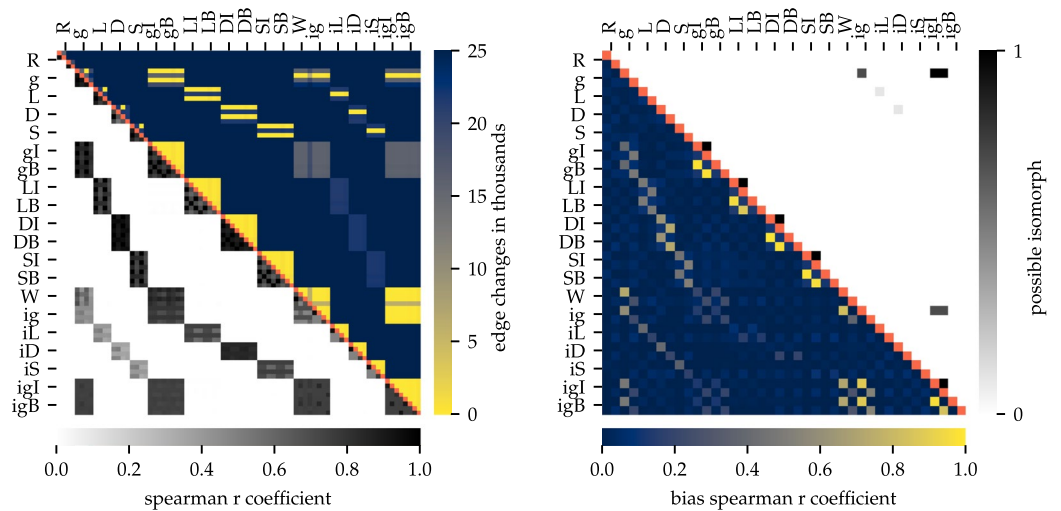 R g L D S gI gB LI LB DI DB SI SB W ig iL iD iS igI igB
R
g
L
D
S
gI
gB
LI
LB
DI
DB
SI
SB
W
ig
iL
iD
iS
igI
igB
25
20
15
10
5
0
edge changes in thousands
0.0 0.2 0.4 0.6 0.8 1.0
spearman r coefficient
R g L D S gI gB LI LB DI DB SI SB W ig iL iD iS igI igB
R
g
L
D
S
gI
gB
LI
LB
DI
DB
SI
SB
W
ig
iL
iD
iS
igI
igB
1
0
possible isomorph
0.0 0.2 0.4 0.6 0.8 1.0
bias spearman r coefficient